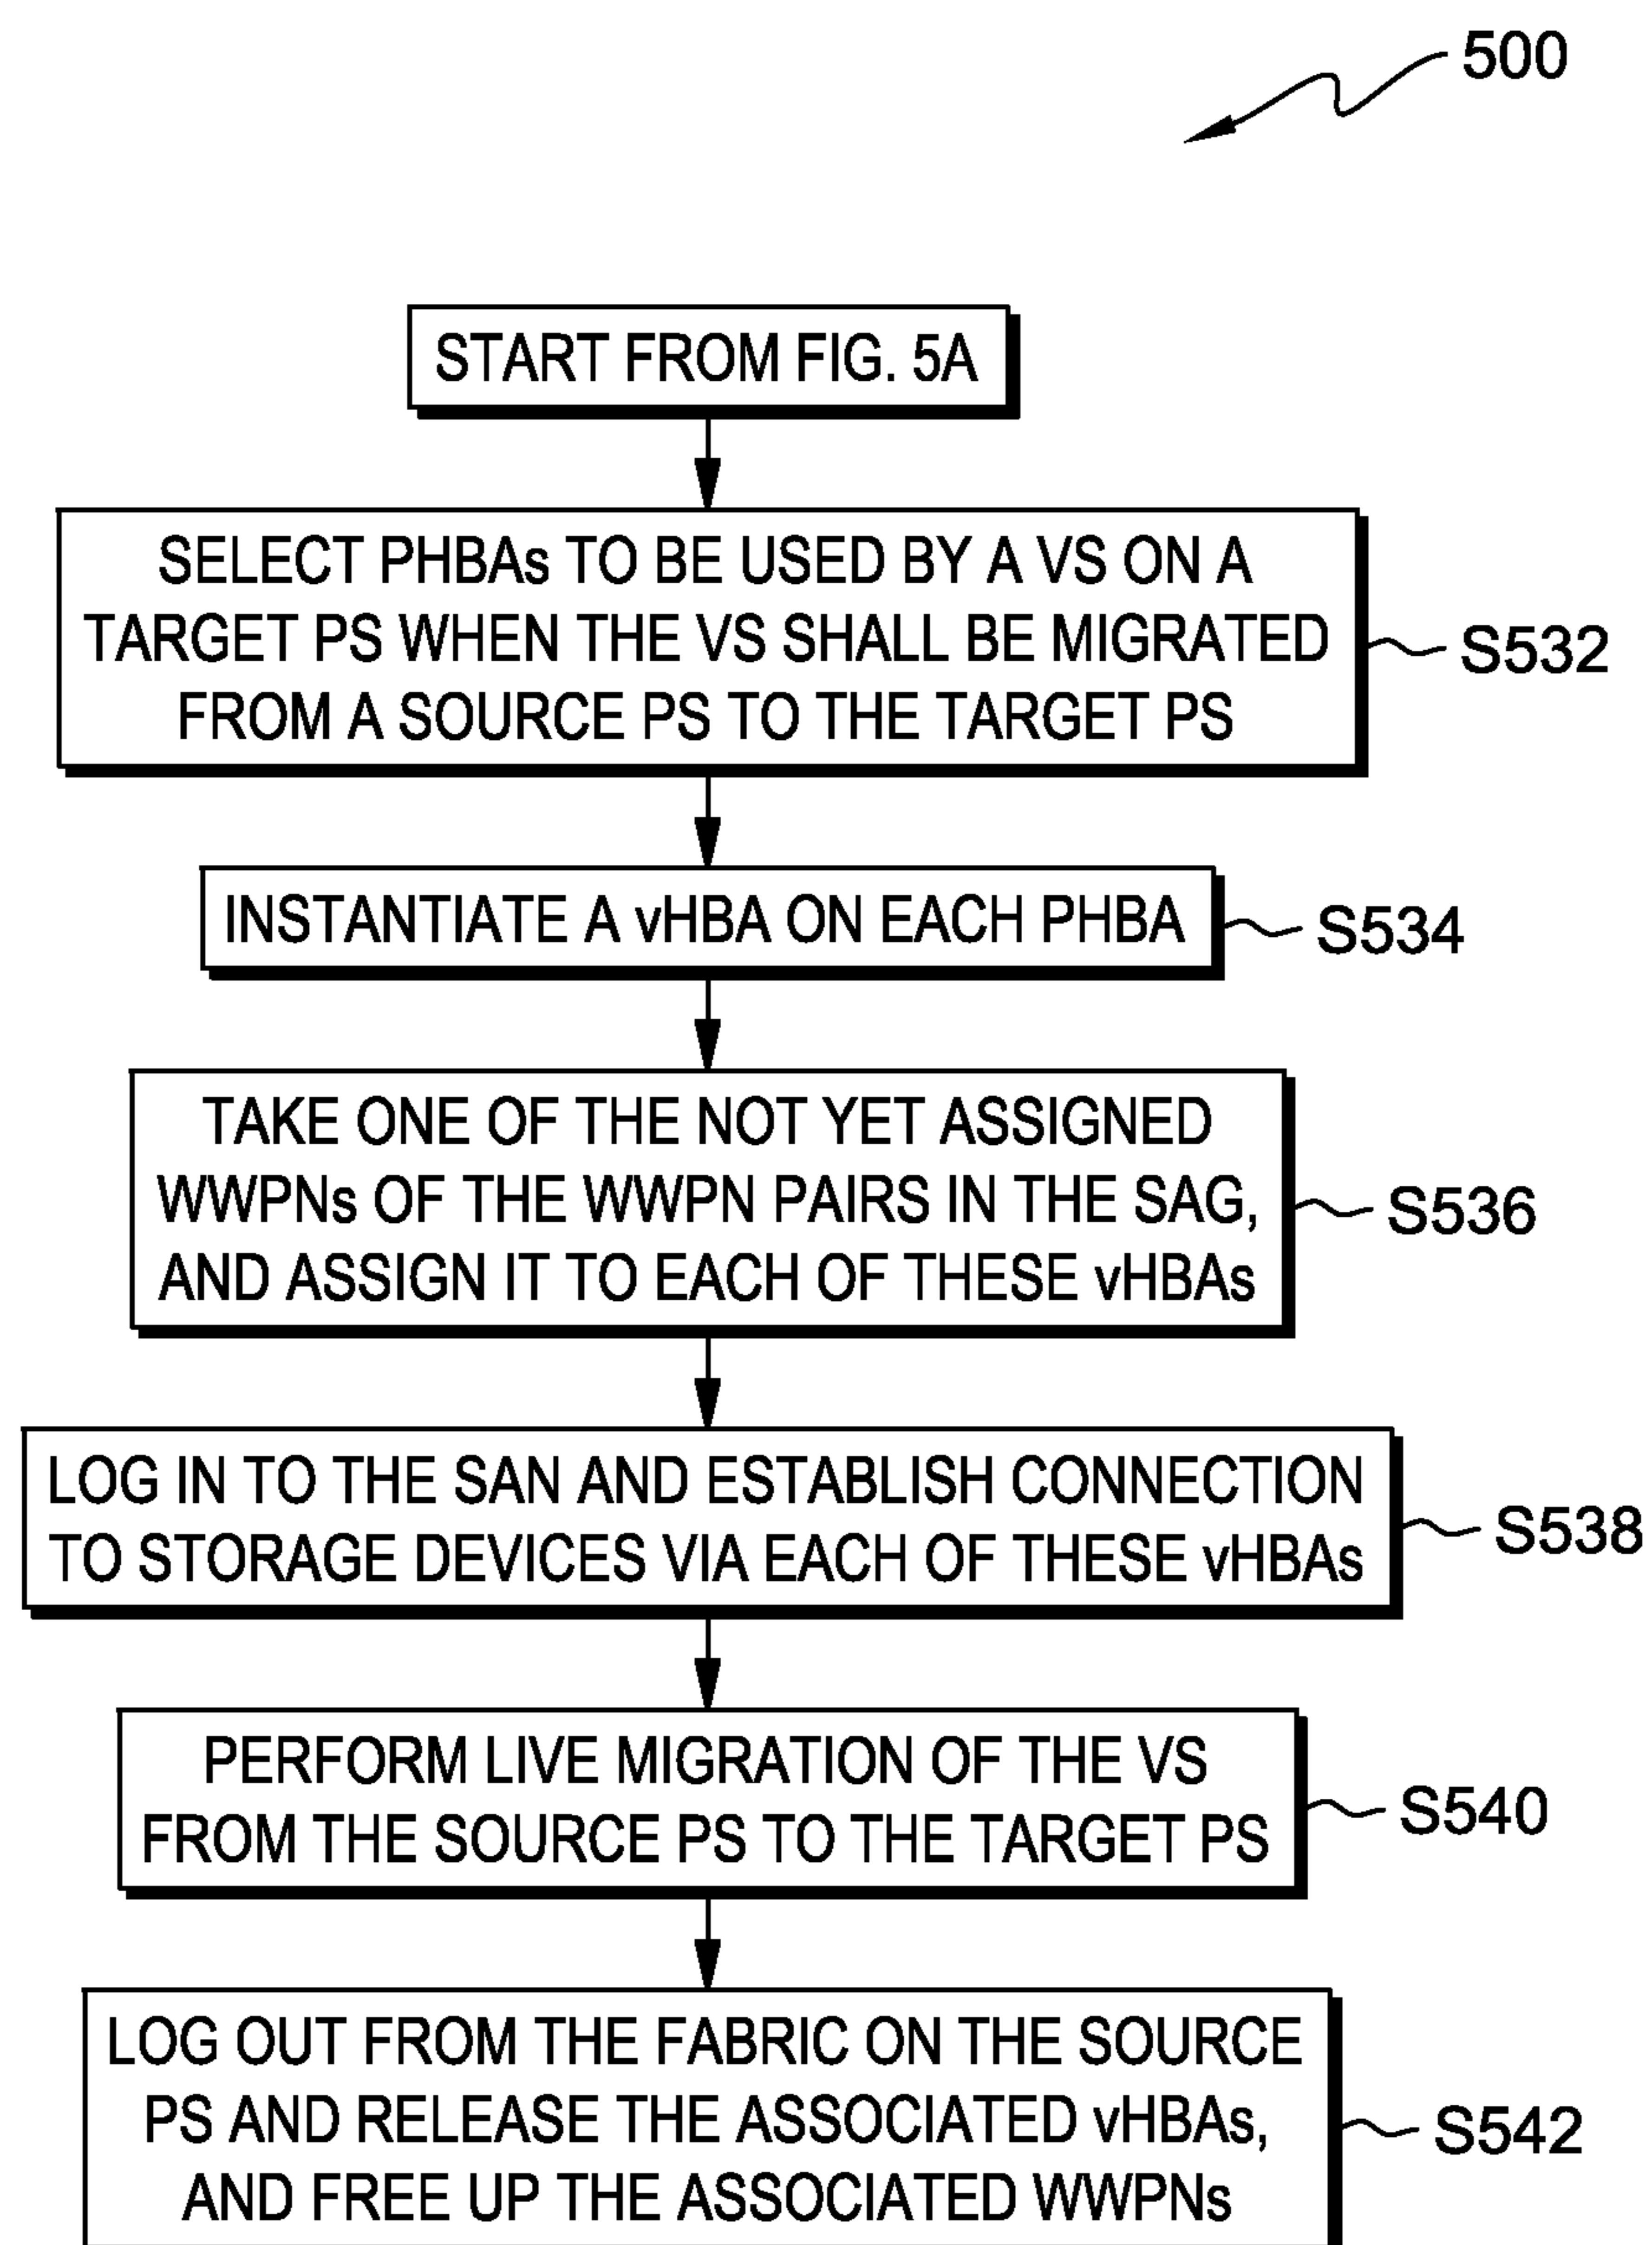 500
START FROM FIG. 5A
SELECT PHBAs TO BE USED BY A VS ON A
TARGET PS WHEN THE VS SHALL BE MIGRATED
FROM A SOURCE PS TO THE TARGET PS
S532
INSTANTIATE A vHBA ON EACH PHBA
S534
TAKE ONE OF THE NOT YET ASSIGNED
WWPNs OF THE WWPN PAIRS IN THE SAG,
AND ASSIGN IT TO EACH OF THESE vHBAs
S536
LOG IN TO THE SAN AND ESTABLISH CONNECTION
TO STORAGE DEVICES VIA EACH OF THESE vHBAs
S538
PERFORM LIVE MIGRATION OF THE VS
FROM THE SOURCE PS TO THE TARGET PS
S540
LOG OUT FROM THE FABRIC ON THE SOURCE
PS AND RELEASE THE ASSOCIATED vHBAs,
AND FREE UP THE ASSOCIATED WWPNs
S542